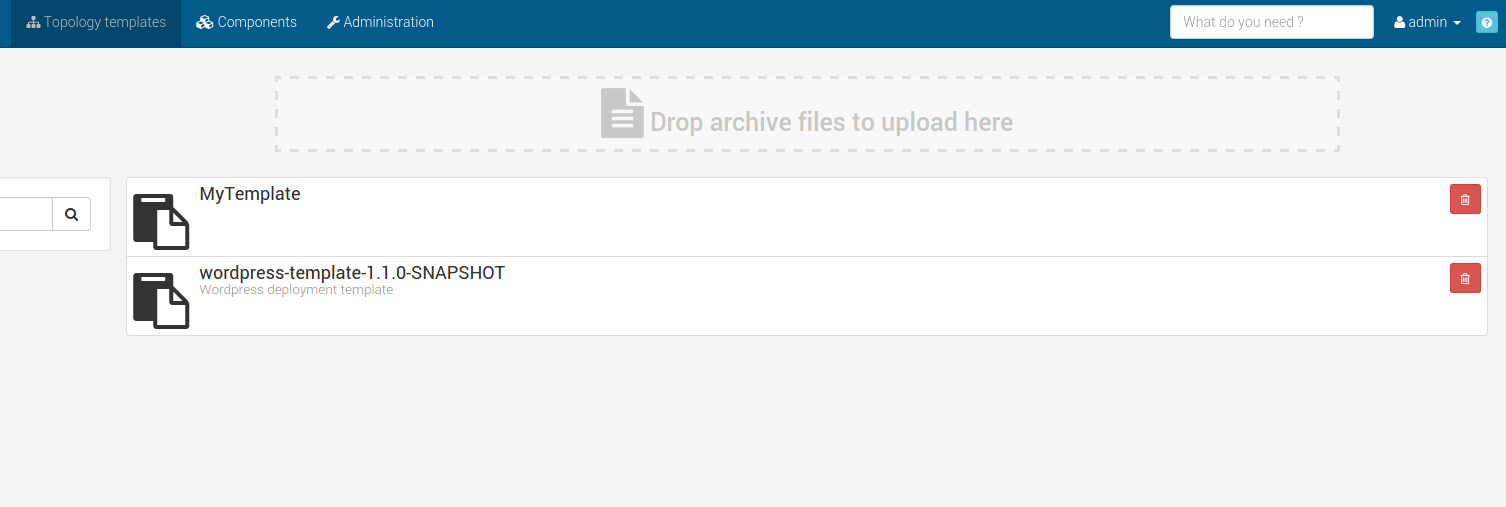 Topology templates Components Administration What do you need ? admin
Drop archive files to upload here
MyTemplate
wordpress-template-1.1.0-SNAPSHOT
Wordpress deployment template